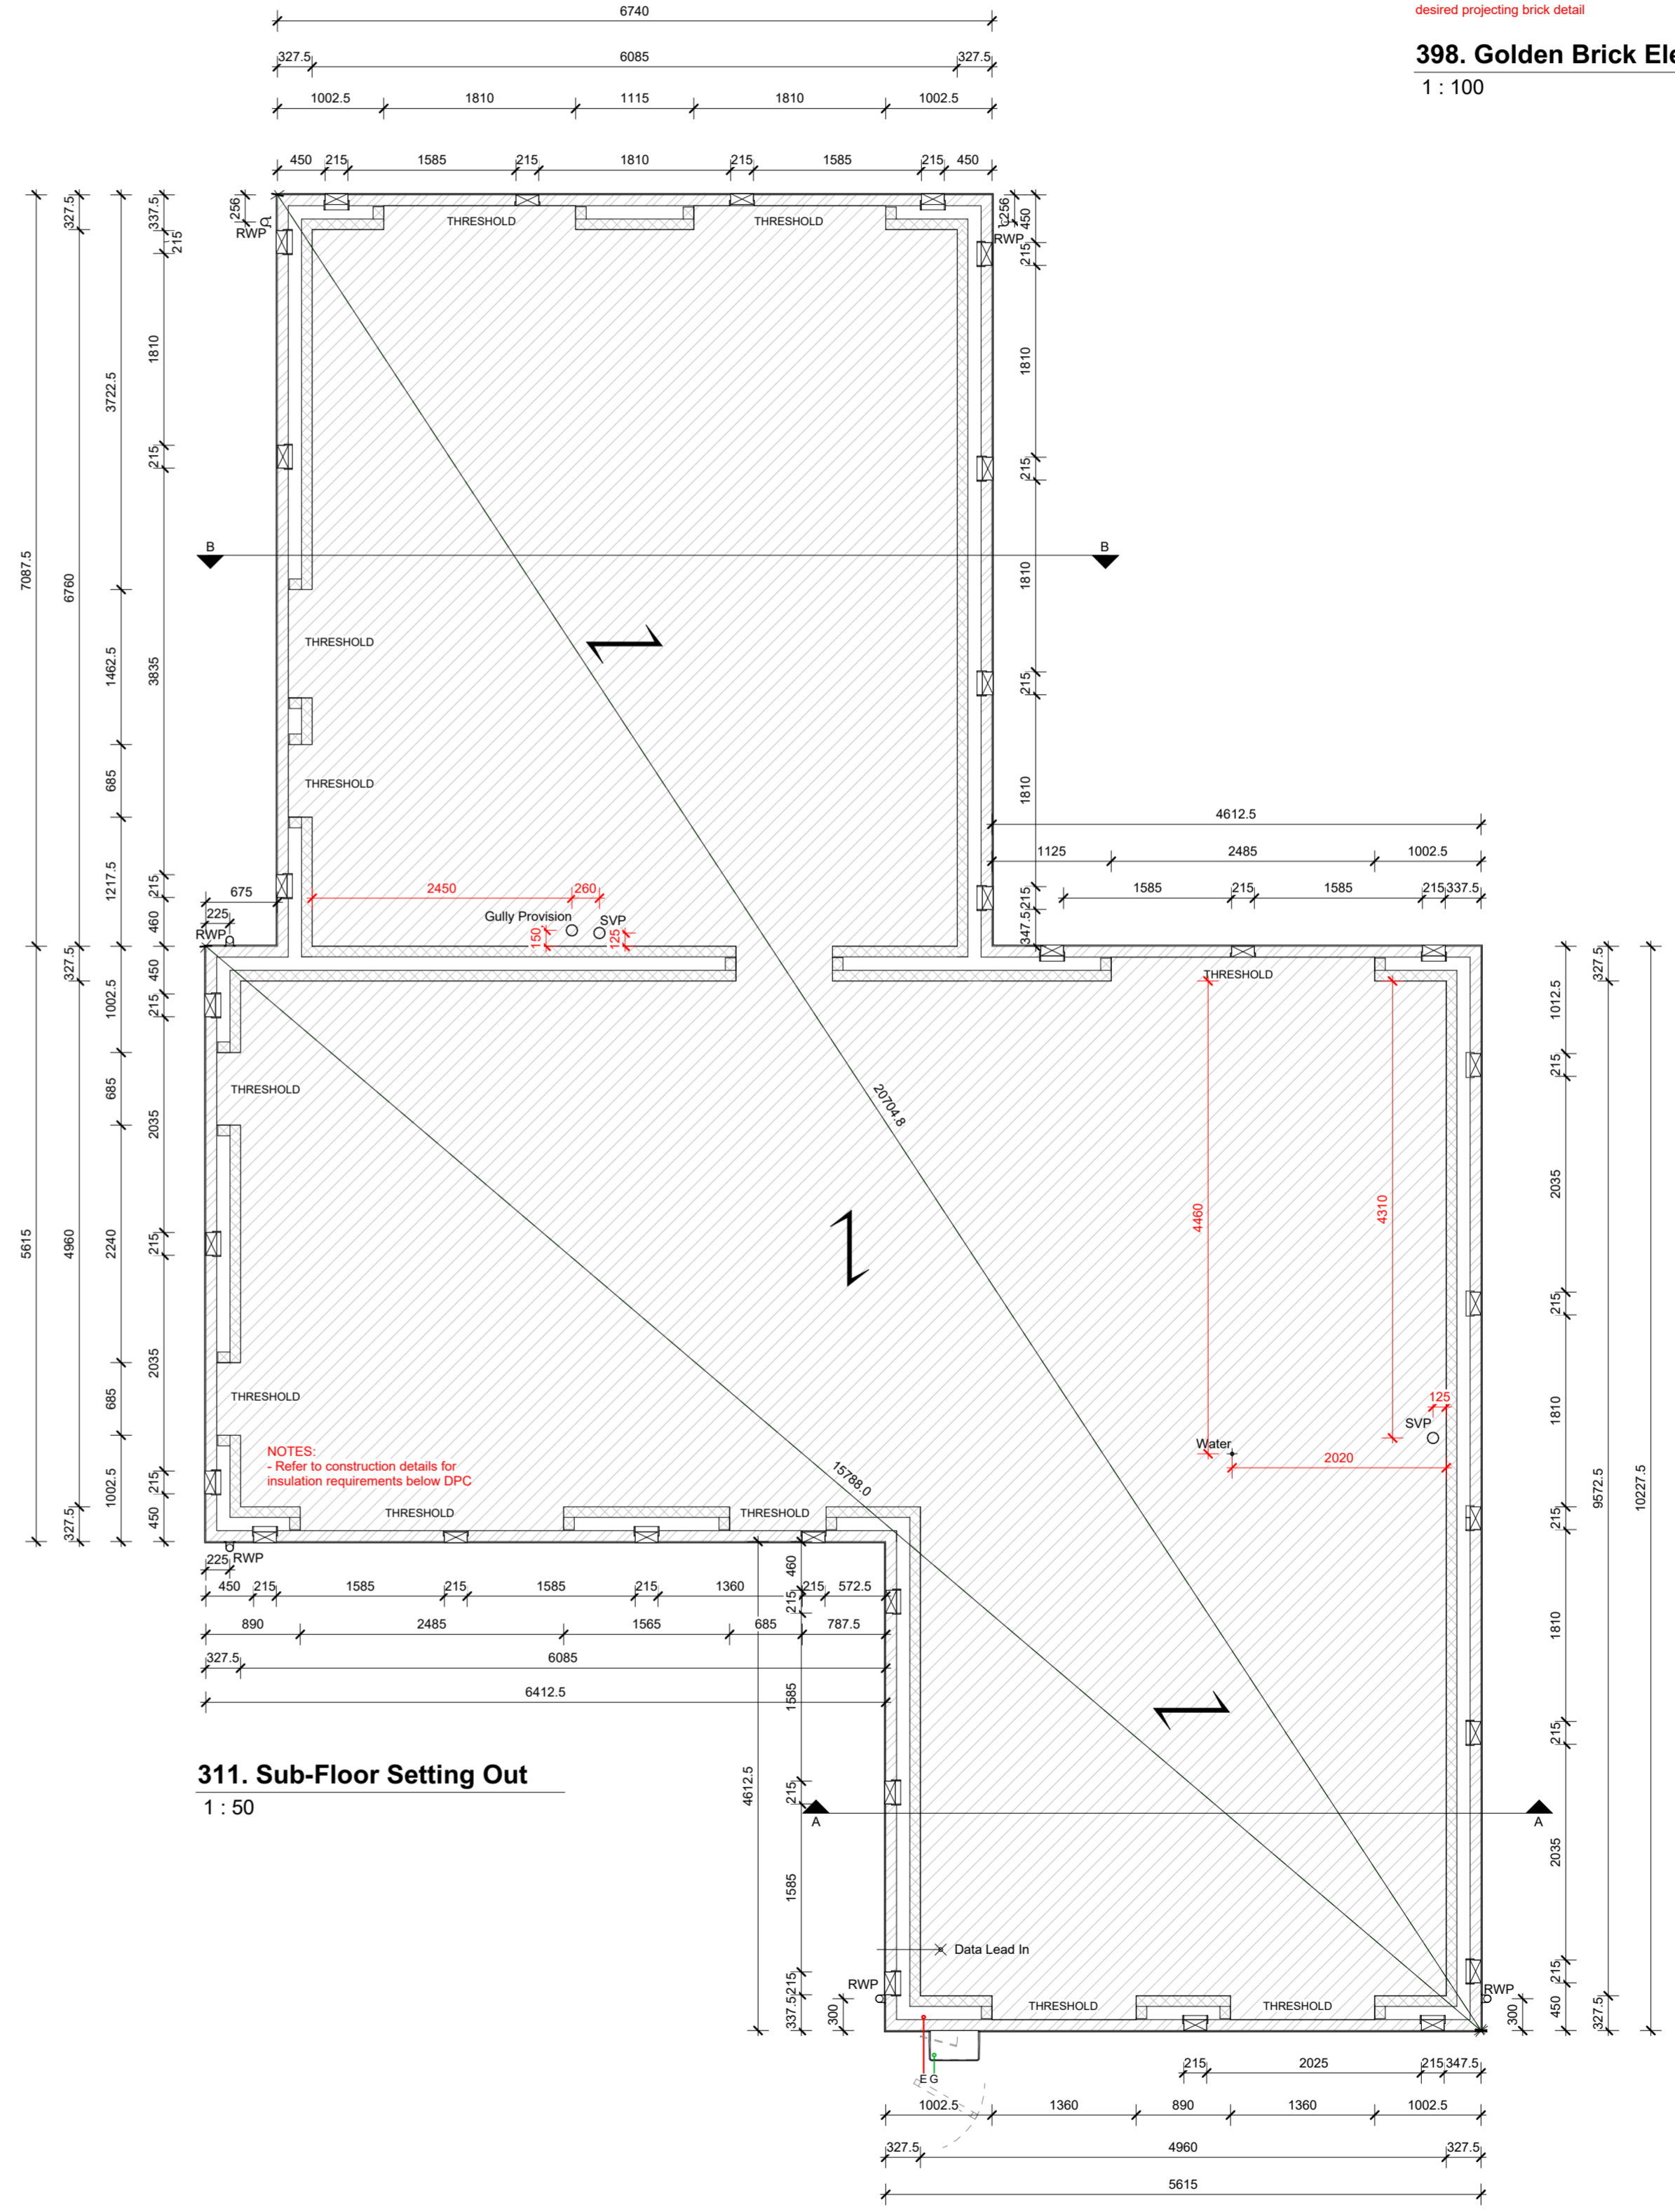 desired projecting brick detail
398. Golden Brick Ele
1 : 100
6740
327.5 6085 327.5
1002.5 1810 1115 1810 1002.5
450 215 1585 215 1810 215 1585 215 450
7087.5
5615
327.5
6760
327.5
4960
327.5
3722.5
1462.5
685
1217.5
1002.5
685
2240
685
1002.5
337.5
215
1810
215
3835
215
460
450
215
2035
215
2035
215
450
256
RWP
THRESHOLD
THRESHOLD
256
RWP
450
215
1810
215
1810
215
1810
215
347.5
B
B
THRESHOLD
THRESHOLD
4612.5
1125 2485 1002.5
1585 215 1585 215 337.5
675
225
RWP
2450 260
Gully Provision
SVP
150
125
THRESHOLD
THRESHOLD
20704.8
4460
4310
327.5
9572.5
327.5
10227.5
1012.5
215
2035
215
1810
215
1810
215
2035
215
450
125
SVP
Water
2020
THRESHOLD
NOTES:
- Refer to construction details for
insulation requirements below DPC
15788.0
THRESHOLD
THRESHOLD
225 RWP
450 215 1585 215 1585 215 1360 215 572.5
890 2485 1565 685 787.5
327.5 6085
6412.5
460
215
1585
215
1585
215
337.5
4612.5
311. Sub-Floor Setting Out
1 : 50
A
A
Data Lead In
RWP
300
THRESHOLD
THRESHOLD
RWP
300
E G
215 2025 215 347.5
1002.5 1360 890 1360 1002.5
327.5 4960 327.5
5615